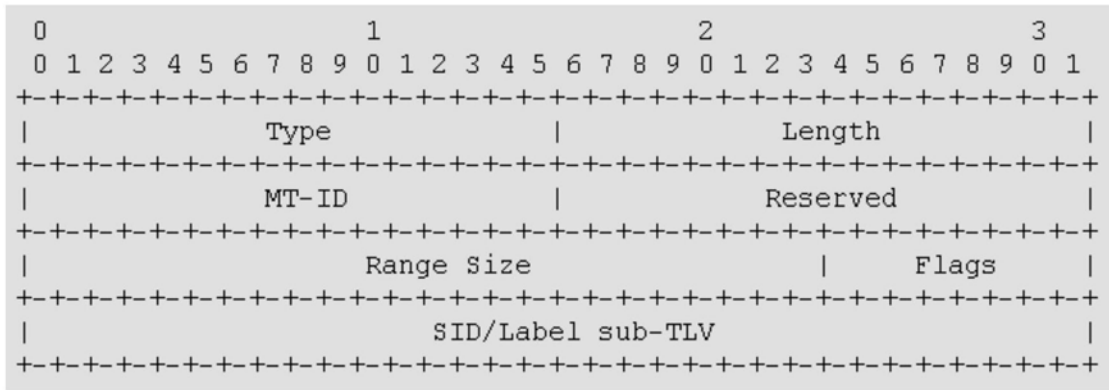 0                   1                   2                   3
 0 1 2 3 4 5 6 7 8 9 0 1 2 3 4 5 6 7 8 9 0 1 2 3 4 5 6 7 8 9 0 1
+-+-+-+-+-+-+-+-+-+-+-+-+-+-+-+-+-+-+-+-+-+-+-+-+-+-+-+-+-+-+-+-+
|              Type             |             Length            |
+-+-+-+-+-+-+-+-+-+-+-+-+-+-+-+-+-+-+-+-+-+-+-+-+-+-+-+-+-+-+-+-+
|              MT-ID            |            Reserved           |
+-+-+-+-+-+-+-+-+-+-+-+-+-+-+-+-+-+-+-+-+-+-+-+-+-+-+-+-+-+-+-+-+
|                    Range Size                 |     Flags     |
+-+-+-+-+-+-+-+-+-+-+-+-+-+-+-+-+-+-+-+-+-+-+-+-+-+-+-+-+-+-+-+-+
|                        SID/Label sub-TLV                      |
+-+-+-+-+-+-+-+-+-+-+-+-+-+-+-+-+-+-+-+-+-+-+-+-+-+-+-+-+-+-+-+-+